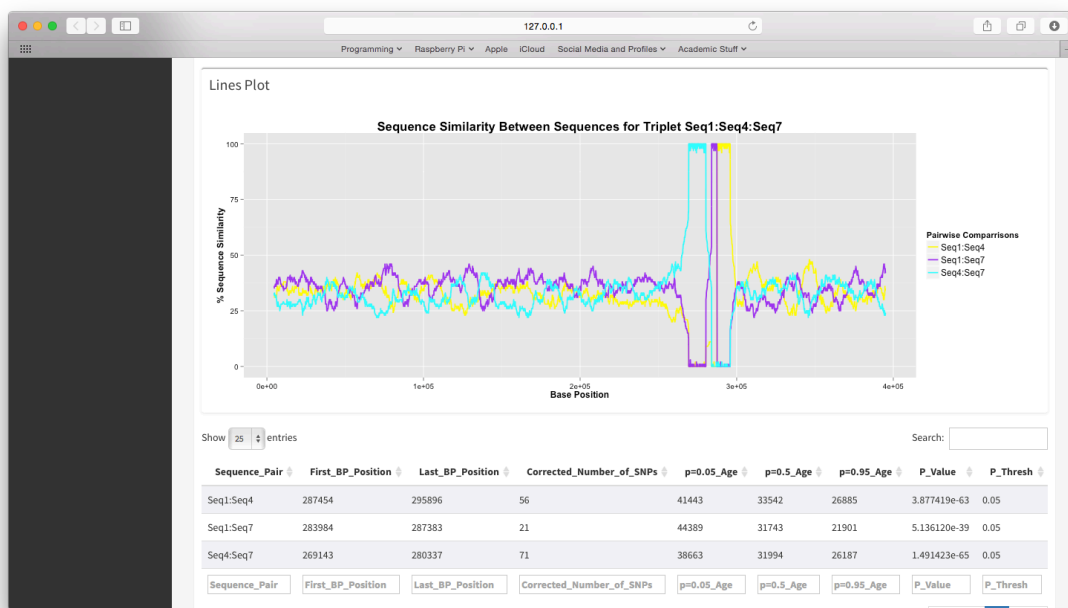 127.0.0.1
Programming Raspberry Pi Apple iCloud Social Media and Profiles Academic Stuff
Lines Plot
Sequence Similarity Between Sequences for Triplet Seq1:Seq4:Seq7
% Sequence Similarity
100
75
50
25
0
0e+00 1e+05 2e+05 3e+05 4e+05
Base Position
Pairwise Comparrisons
Seq1:Seq4
Seq1:Seq7
Seq4:Seq7
Show 25 entries Search:
Sequence_Pair First_BP_Position Last_BP_Position Corrected_Number_of_SNPs p=0.05_Age p=0.5_Age p=0.95_Age P_Value P_Thresh
Seq1:Seq4 287454 295896 56 41443 33542 26885 3.877419e-63 0.05
Seq1:Seq7 283984 287383 21 44389 31743 21901 5.136120e-39 0.05
Seq4:Seq7 269143 280337 71 38663 31994 26187 1.491423e-65 0.05
Sequence_Pair First_BP_Position Last_BP_Position Corrected_Number_of_SNPs p=0.05_Age p=0.5_Age p=0.95_Age P_Value P_Thresh